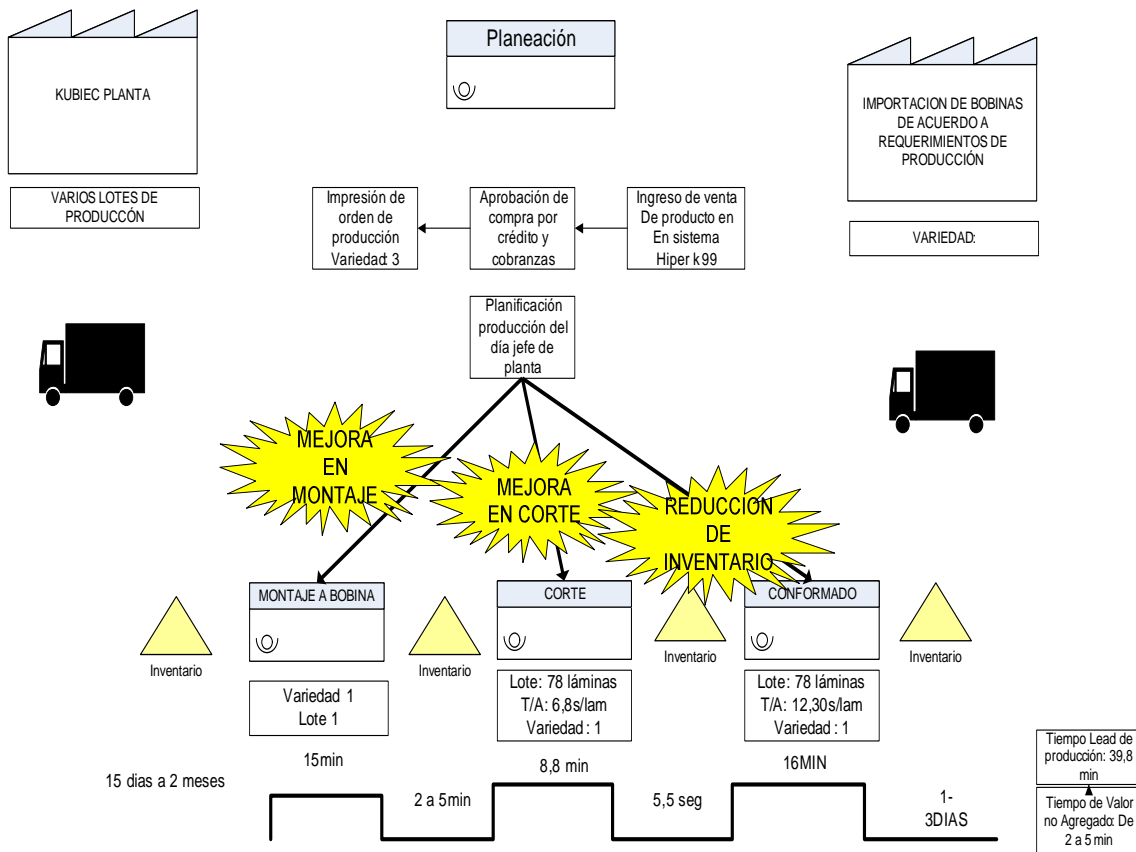 Planeación
KUBIEC PLANTA
IMPORTACION DE BOBINAS
DE ACUERDO A
REQUERIMIENTOS DE
PRODUCCIÓN
VARIOS LOTES DE
PRODUCCÓN
VARIEDAD:
Impresión de
orden de
producción
Variedad: 3
Aprobación de
compra por
crédito y
cobranzas
Ingreso de venta
De producto en
En sistema
Hiper k 99
Planificación
producción del
día jefe de
planta
MEJORA
EN
MONTAJE
MEJORA
EN CORTE
REDUCCION
DE
INVENTARIO
MONTAJE A BOBINA
CORTE
CONFORMADO
Inventario
Inventario
Inventario
Inventario
Variedad 1
Lote 1
Lote: 78 láminas
T/A: 6,8s/lam
Variedad : 1
Lote: 78 láminas
T/A: 12,30s/lam
Variedad : 1
15 dias a 2 meses
15min
2 a 5min
8,8 min
5,5 seg
16MIN
1-
3DIAS
Tiempo Lead de
producción: 39,8
min
Tiempo de Valor
no Agregado: De
2 a 5 min